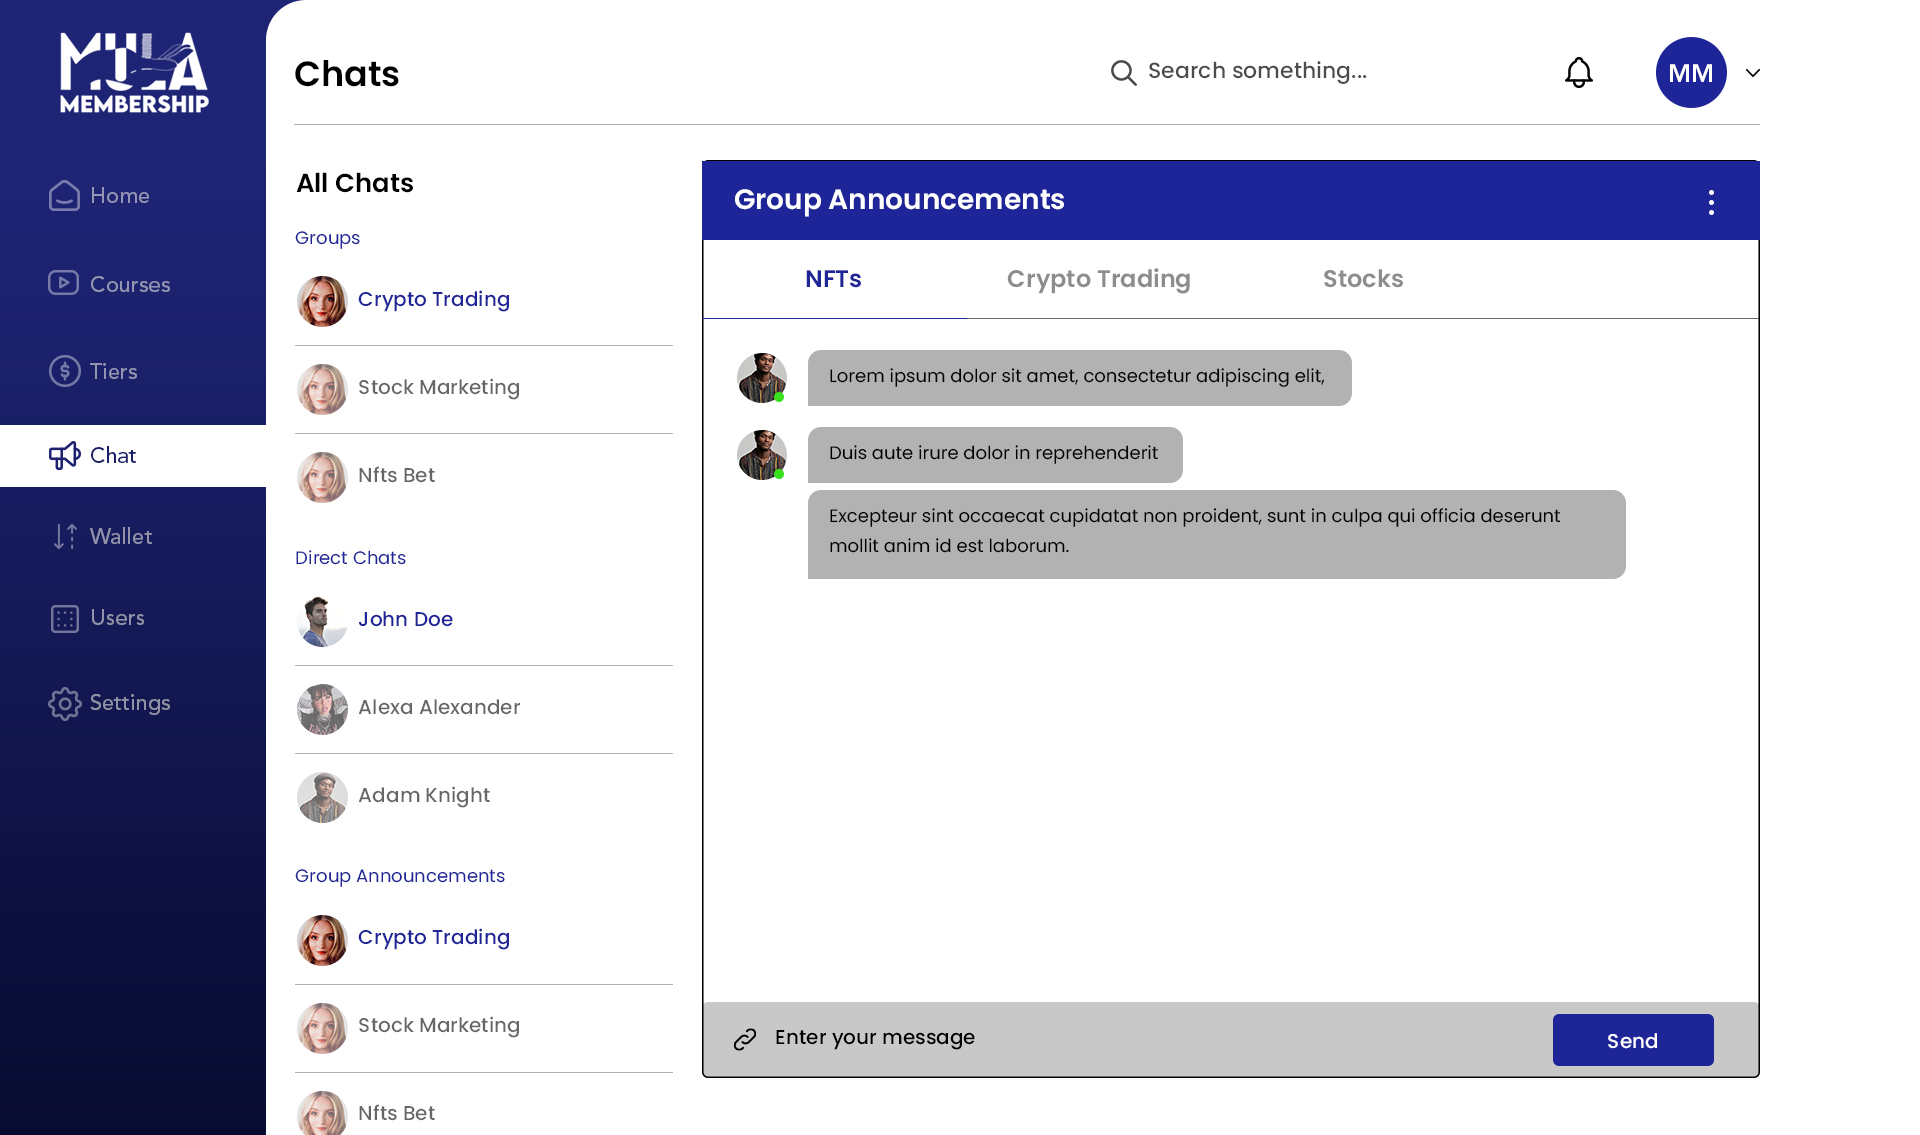 MULA
MEMBERSHIP
Home
Courses
Tiers
Chat
Wallet
Users
Settings
Chats
Search something...
MM
All Chats
Groups
Crypto Trading
Stock Marketing
Nfts Bet
Direct Chats
John Doe
Alexa Alexander
Adam Knight
Group Announcements
Crypto Trading
Stock Marketing
Nfts Bet
Group Announcements
NFTs Crypto Trading Stocks
Lorem ipsum dolor sit amet, consectetur adipiscing elit,
Duis aute irure dolor in reprehenderit
Excepteur sint occaecat cupidatat non proident, sunt in culpa qui officia deserunt
mollit anim id est laborum.
Enter your message
Send